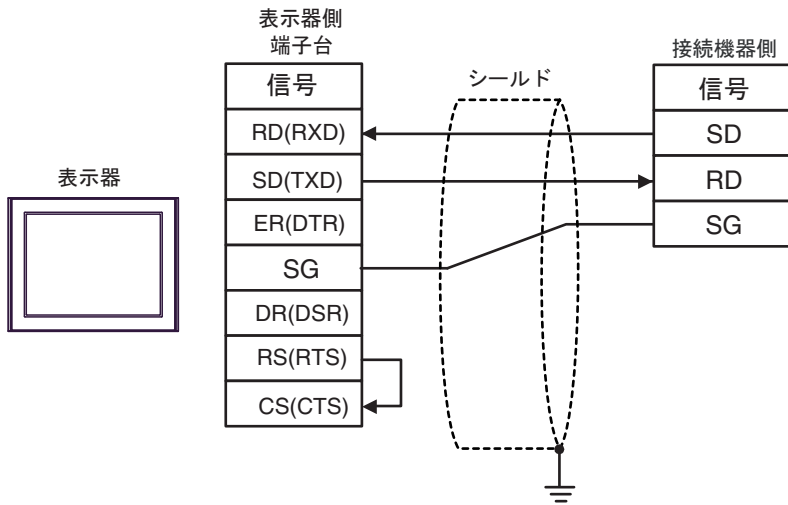 表示器側
端子台
接続機器側
信号
シールド
信号
RD(RXD)
SD
SD(TXD)
RD
表示器
ER(DTR)
SG
SG
DR(DSR)
RS(RTS)
CS(CTS)